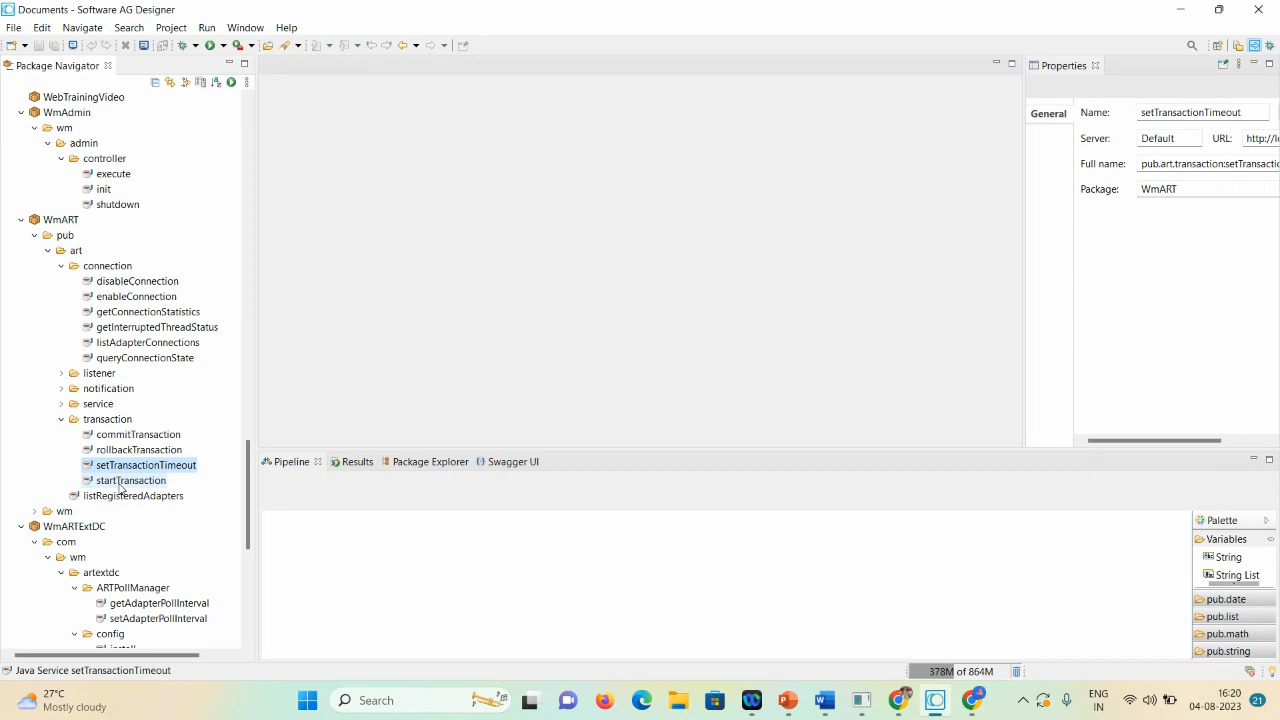 Documents - Software AG Designer
File Edit Navigate Search Project Run Window Help
Package Navigator
WebTrainingVideo
WmAdmin
wm
admin
controller
execute
init
shutdown
WmART
pub
art
connection
disableConnection
enableConnection
getConnectionStatistics
getInterruptedThreadStatus
listAdapterConnections
queryConnectionState
listener
notification
service
transaction
commitTransaction
rollbackTransaction
setTransactionTimeout
startTransaction
listRegisteredAdapters
wm
WmARTExtDC
com
wm
artextdc
ARTPollManager
getAdapterPollInterval
setAdapterPollInterval
config
Java Service setTransactionTimeout
Properties
General
Name: setTransactionTimeout
Server: Default URL: http://l
Full name: pub.art.transaction:setTransactio
Package: WmART
Pipeline Results Package Explorer Swagger UI
Palette
Variables
String
String List
pub.date
pub.list
pub.math
pub.string
378M of 864M
27°C
Mostly cloudy
Search
ENG
IN
16:20
04-08-2023
21